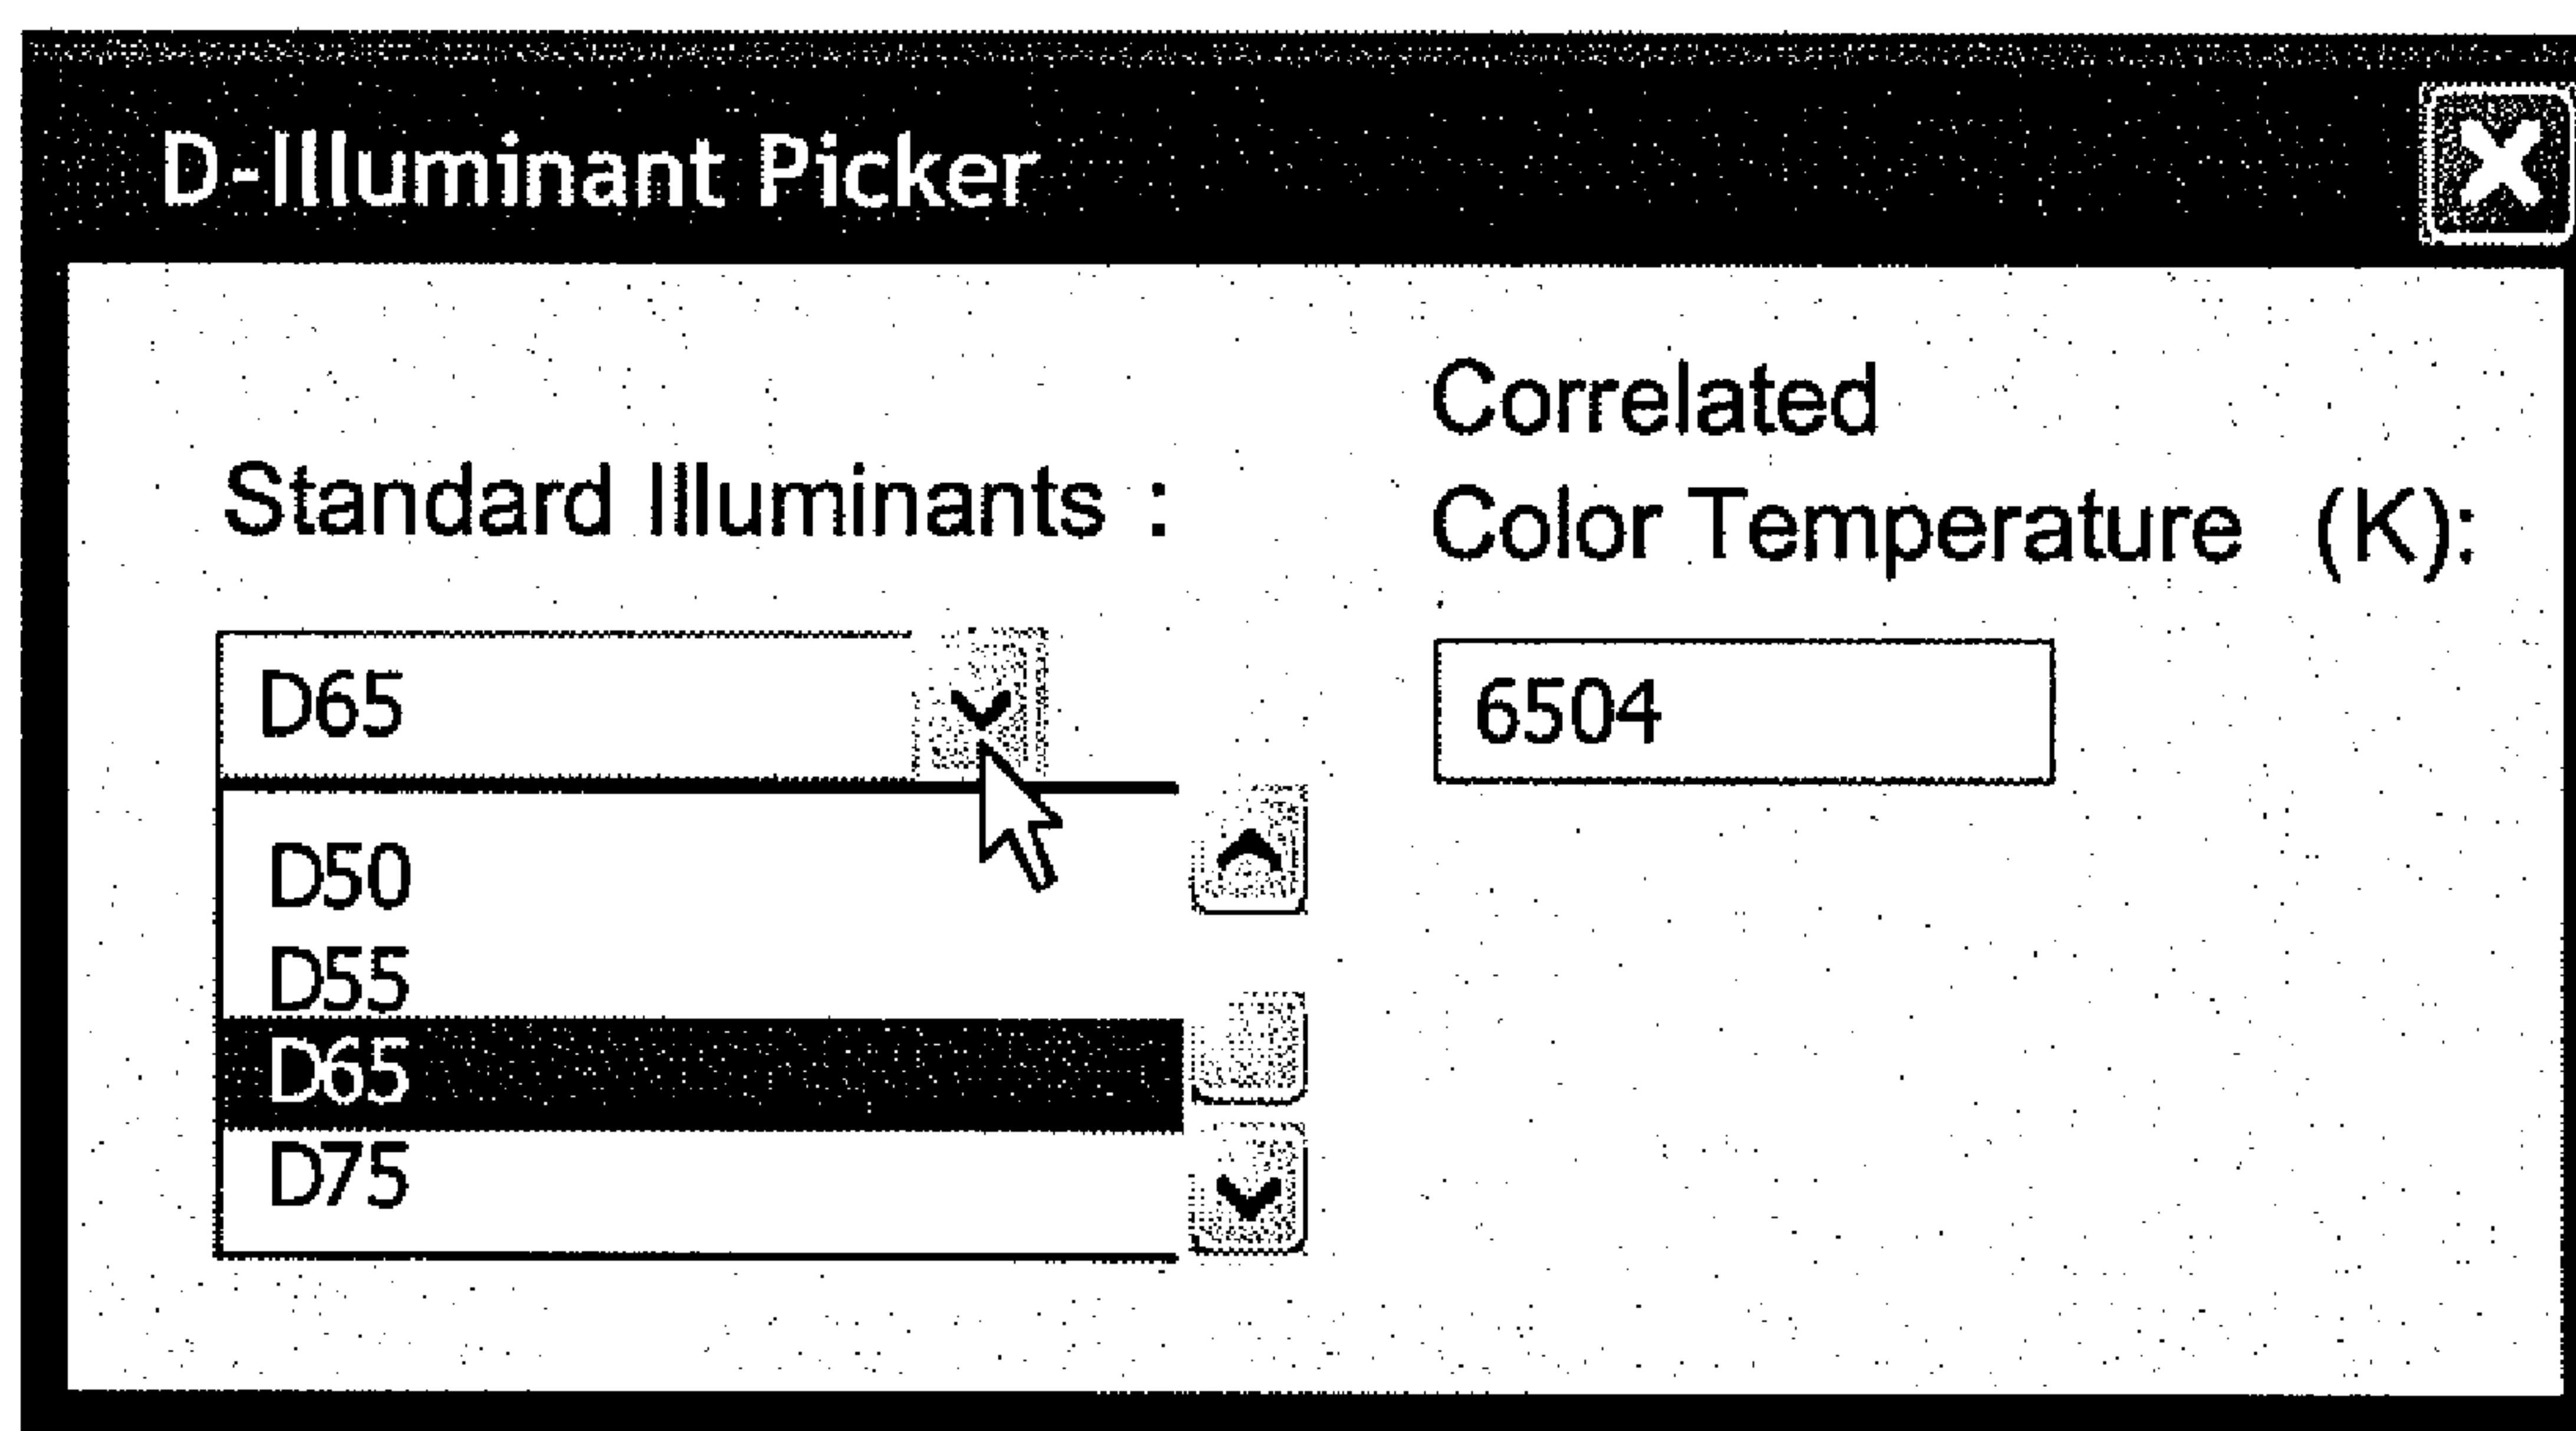 D-Illuminant Picker
Standard Illuminants :
D65
D50
D55
D65
D75
Correlated
Color Temperature (K):
6504